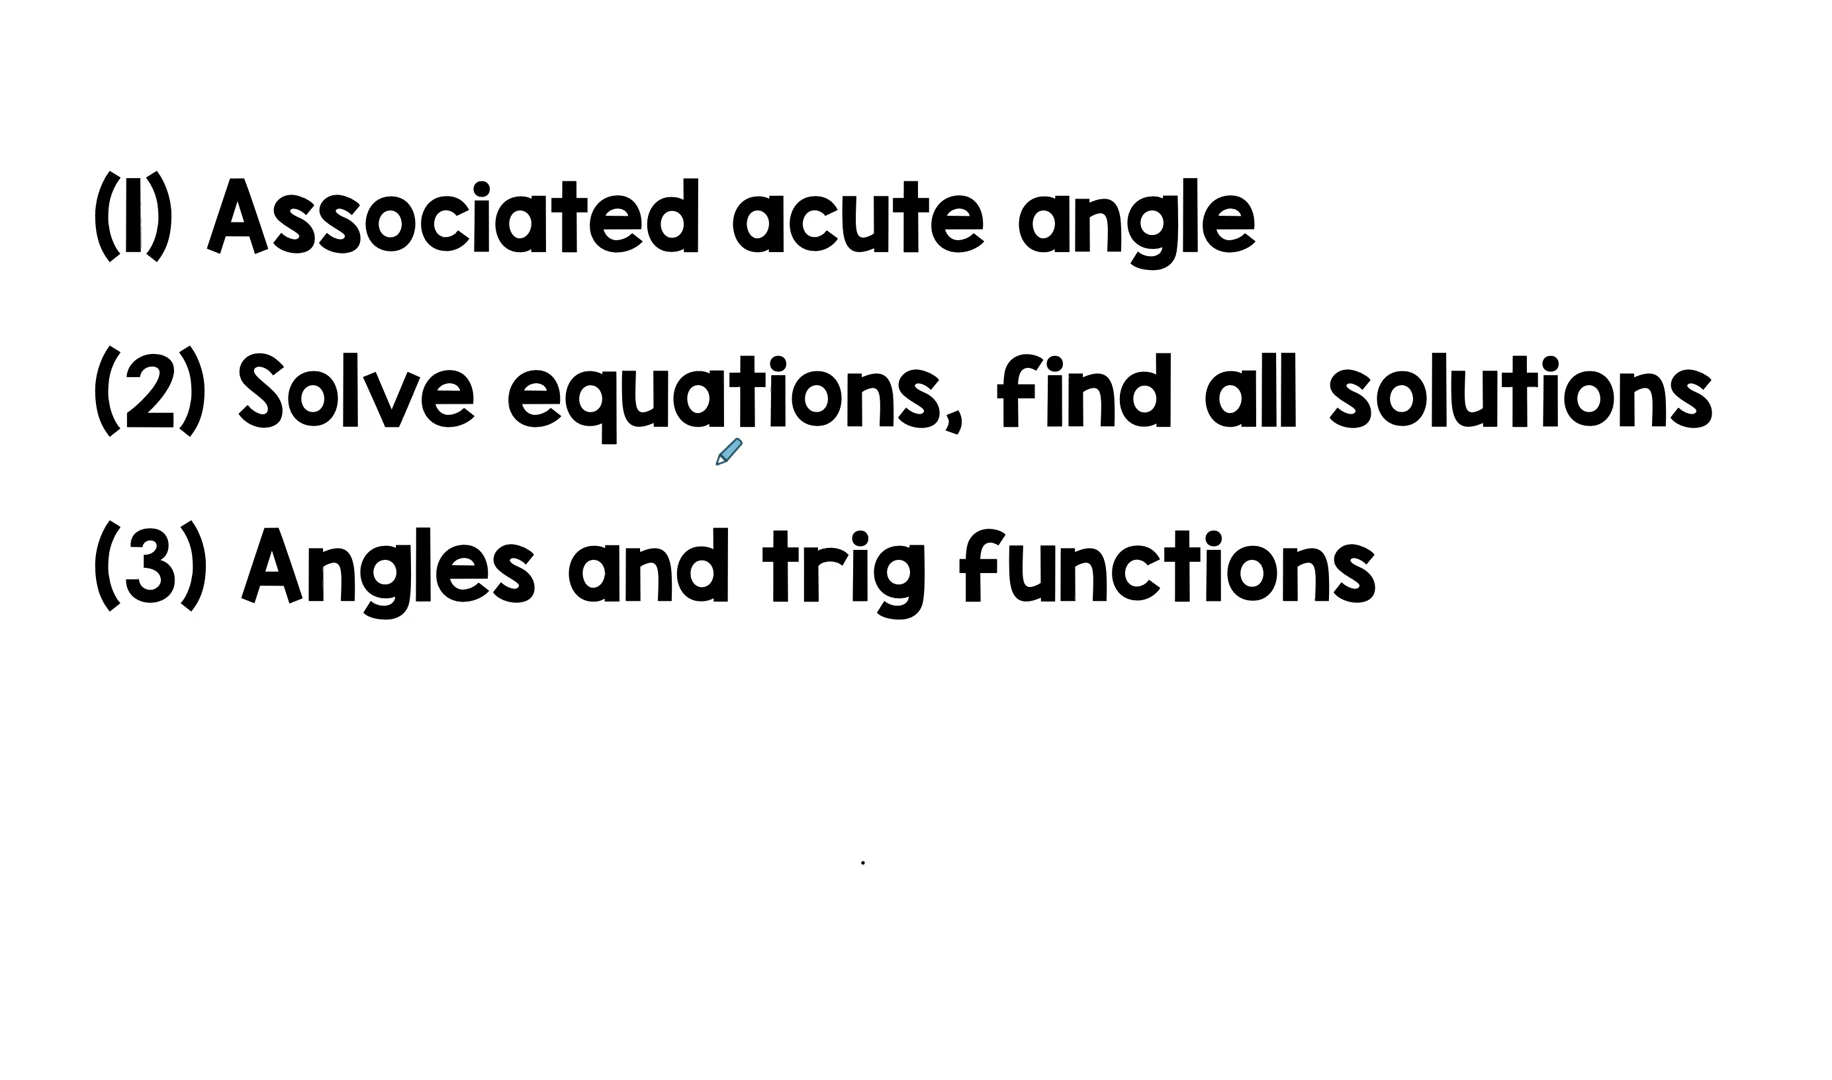 (1) Associated acute angle
(2) Solve equations, find all solutions
(3) Angles and trig functions